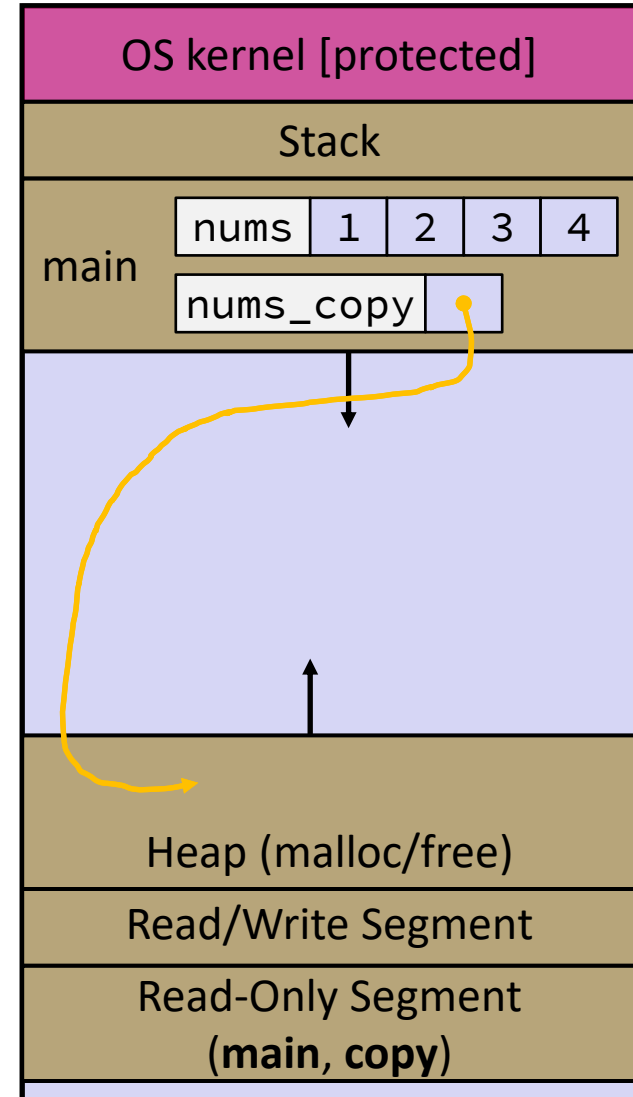 OS kernel [protected]
Stack
main
nums 1 2 3 4
nums_copy
Heap (malloc/free)
Read/Write Segment
Read-Only Segment
(main, copy)